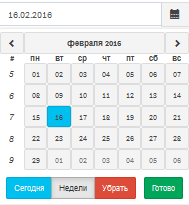 16.02.2016
февраля 2016
# пн вт ср чт пт сб вс
5 01 02 03 04 05 06 07
6 08 09 10 11 12 13 14
7 15 16 17 18 19 20 21
8 22 23 24 25 26 27 28
9 29 01 02 03 04 05 06
Сегодня Недели Убрать Готово